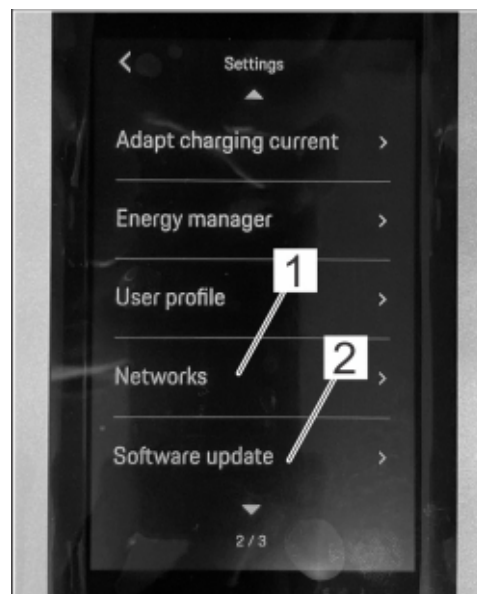 Settings
Adapt charging current
Energy manager
1
User profile
2
Networks
Software update
2/3